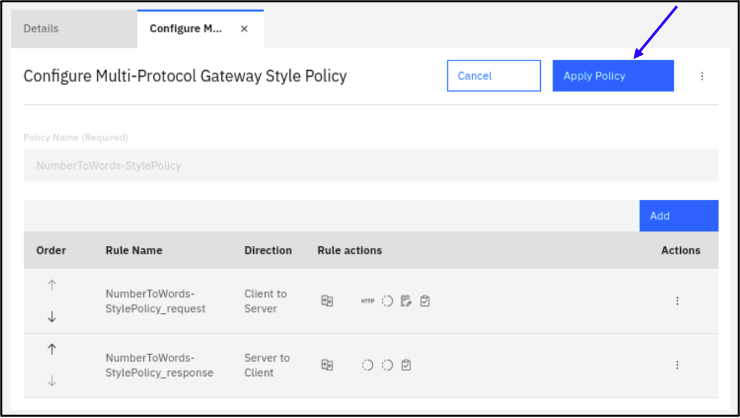 Details
Configure M...
Configure Multi-Protocol Gateway Style Policy
Cancel
Apply Policy
Policy Name (Required)
NumberToWords-StylePolicy
Add
Order Rule Name Direction Rule actions Actions
NumberToWords-
StylePolicy_request
Client to
Server
HTTP
NumberToWords-
StylePolicy_response
Server to
Client